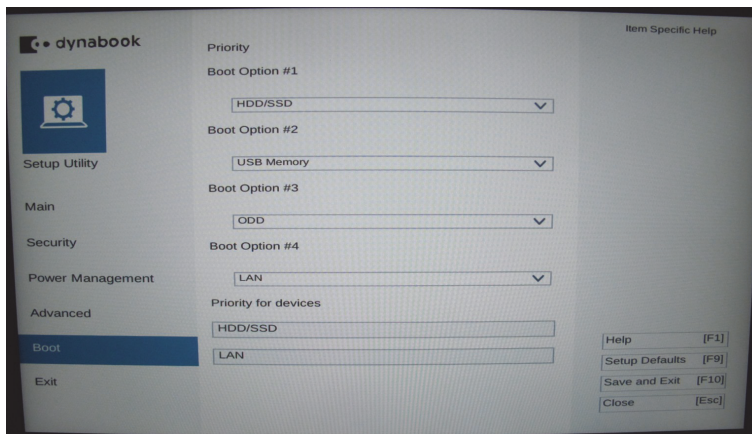 dynabook
Setup Utility
Main
Security
Power Management
Advanced
Boot
Exit
Priority
Boot Option #1
HDD/SSD
Boot Option #2
USB Memory
Boot Option #3
ODD
Boot Option #4
LAN
Priority for devices
HDD/SSD
LAN
Item Specific Help
Help [F1]
Setup Defaults [F9]
Save and Exit [F10]
Close [Esc]